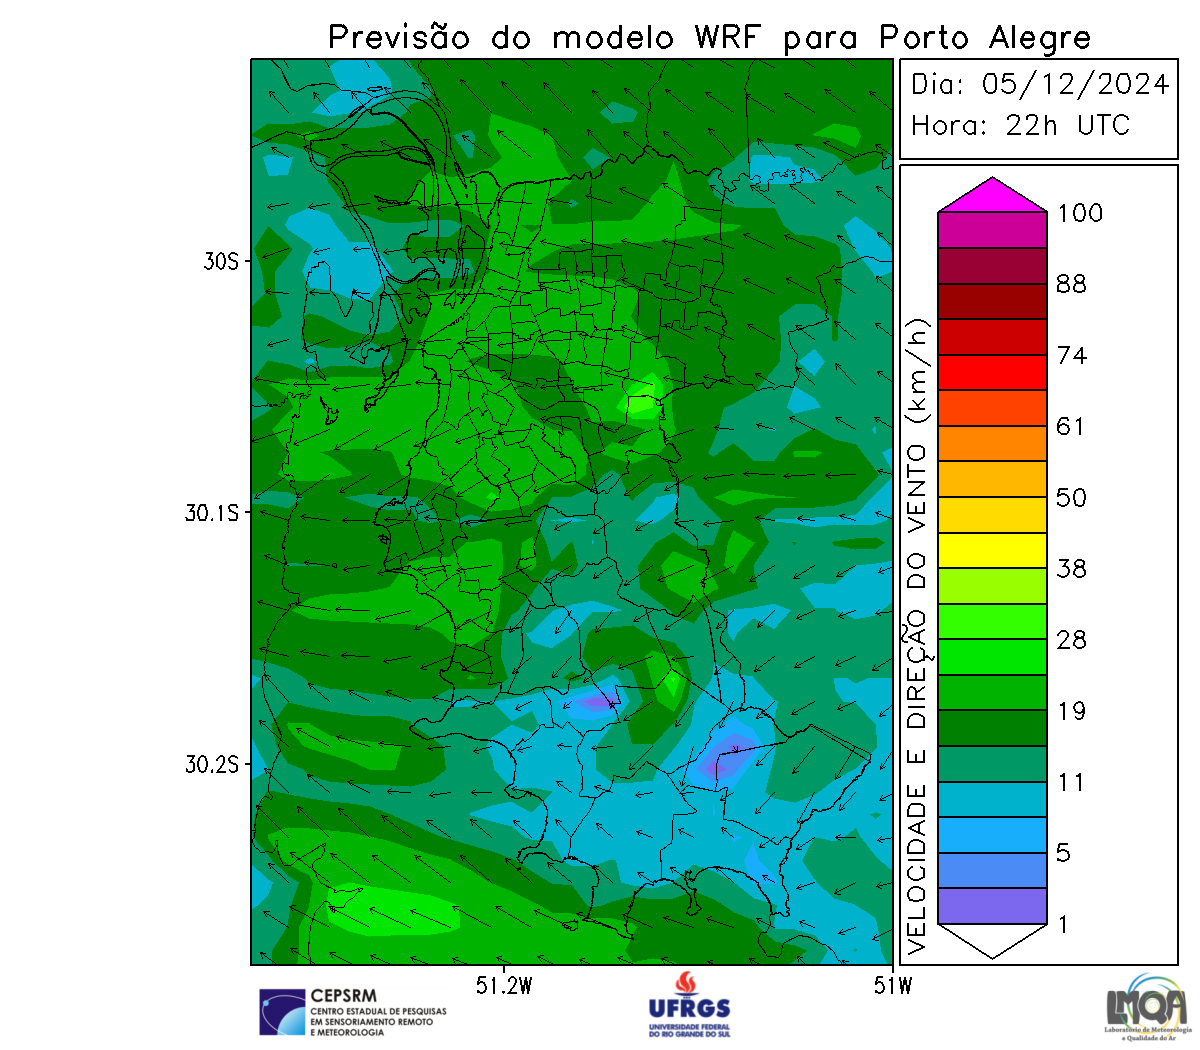 Previsão do modelo WRF para Porto Alegre
Dia: 05/12/2024
Hora: 22h UTC
100
88
74
61
50
38
28
19
11
5
1
VELOCIDADE E DIREÇÃO DO VENTO (km/h)
30S
30.1S
30.2S
51.2W
51W
CEPSRM
CENTRO ESTADUAL DE PESQUISAS
EM SENSORIAMENTO REMOTO
E METEOROLOGIA
UFRGS
UNIVERSIDADE FEDERAL
DO RIO GRANDE DO SUL
LMQA
Laboratório de Meteorologia
e Qualidade do Ar